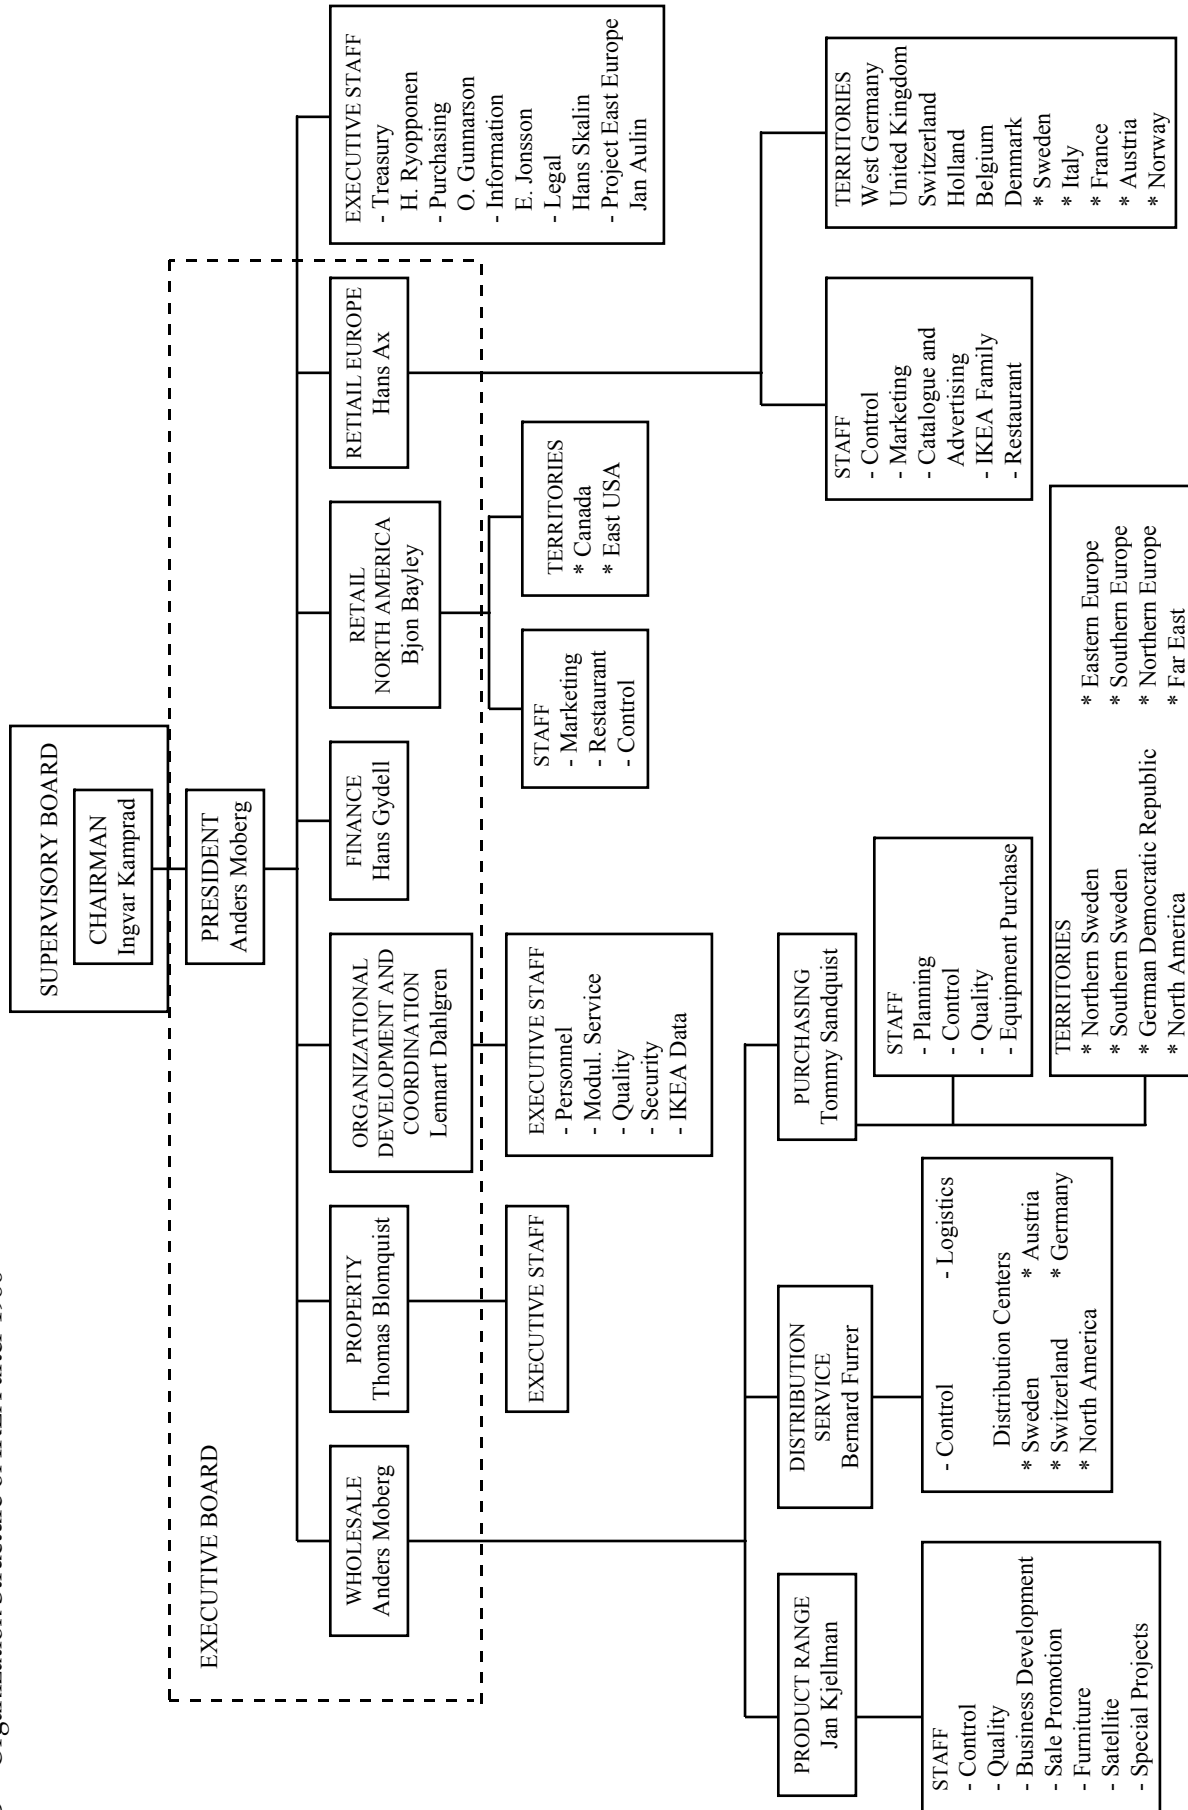 Organization Structure of IKEA after 1986
SUPERVISORY BOARD
CHAIRMAN
Ingvar Kamprad
EXECUTIVE BOARD
PRESIDENT
Anders Moberg
WHOLESALE
Anders Moberg
PROPERTY
Thomas Blomquist
ORGANIZATIONAL
DEVELOPMENT AND
COORDINATION
Lennart Dahlgren
FINANCE
Hans Gydell
RETAIL
NORTH AMERICA
Bjon Bayley
RETIAIL EUROPE
Hans Ax
EXECUTIVE STAFF
- Treasury
H. Ryopponen
- Purchasing
O. Gunnarson
- Information
E. Jonsson
- Legal
Hans Skalin
- Project East Europe
Jan Aulin
EXECUTIVE STAFF
EXECUTIVE STAFF
- Personnel
- Modul. Service
- Quality
- Security
- IKEA Data
STAFF
- Marketing
- Restaurant
- Control
TERRITORIES
* Canada
* East USA
PRODUCT RANGE
Jan Kjellman
DISTRIBUTION
SERVICE
Bernard Furrer
PURCHASING
Tommy Sandquist
STAFF
- Control
- Marketing
- Catalogue and
Advertising
- IKEA Family
- Restaurant
TERRITORIES
West Germany
United Kingdom
Switzerland
Holland
Belgium
Denmark
* Sweden
* Italy
* France
* Austria
* Norway
STAFF
- Control
- Quality
- Business Development
- Sale Promotion
- Furniture
- Satellite
- Special Projects
- Control - Logistics
Distribution Centers
* Sweden * Austria
* Switzerland * Germany
* North America
STAFF
- Planning
- Control
- Quality
- Equipment Purchase
TERRITORIES
* Northern Sweden * Eastern Europe
* Southern Sweden * Southern Europe
* German Democratic Republic * Northern Europe
* North America * Far East